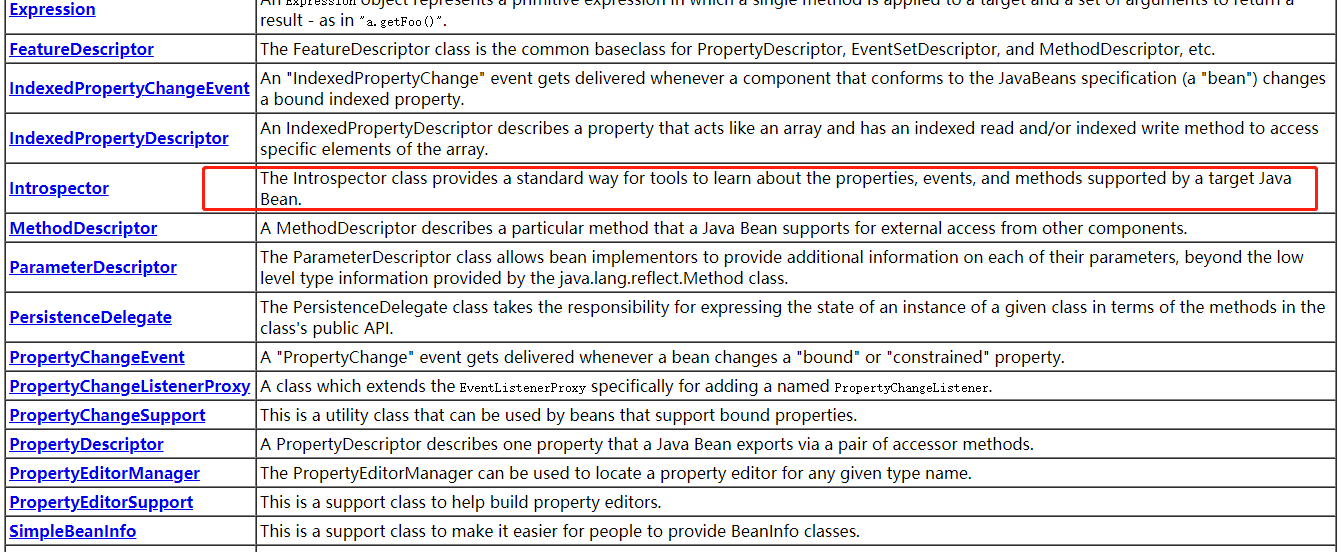 Expression
An Expression object represents a primitive expression in which a single method is applied to a target and a set of arguments to return a
result - as in "a.getFoo()".
FeatureDescriptor
The FeatureDescriptor class is the common baseclass for PropertyDescriptor, EventSetDescriptor, and MethodDescriptor, etc.
IndexedPropertyChangeEvent
An "IndexedPropertyChange" event gets delivered whenever a component that conforms to the JavaBeans specification (a "bean") changes
a bound indexed property.
IndexedPropertyDescriptor
An IndexedPropertyDescriptor describes a property that acts like an array and has an indexed read and/or indexed write method to access
specific elements of the array.
Introspector
The Introspector class provides a standard way for tools to learn about the properties, events, and methods supported by a target Java
Bean.
MethodDescriptor
A MethodDescriptor describes a particular method that a Java Bean supports for external access from other components.
ParameterDescriptor
The ParameterDescriptor class allows bean implementors to provide additional information on each of their parameters, beyond the low
level type information provided by the java.lang.reflect.Method class.
PersistenceDelegate
The PersistenceDelegate class takes the responsibility for expressing the state of an instance of a given class in terms of the methods in the
class's public API.
PropertyChangeEvent
A "PropertyChange" event gets delivered whenever a bean changes a "bound" or "constrained" property.
PropertyChangeListenerProxy
A class which extends the EventListenerProxy specifically for adding a named PropertyChangeListener.
PropertyChangeSupport
This is a utility class that can be used by beans that support bound properties.
PropertyDescriptor
A PropertyDescriptor describes one property that a Java Bean exports via a pair of accessor methods.
PropertyEditorManager
The PropertyEditorManager can be used to locate a property editor for any given type name.
PropertyEditorSupport
This is a support class to help build property editors.
SimpleBeanInfo
This is a support class to make it easier for people to provide BeanInfo classes.